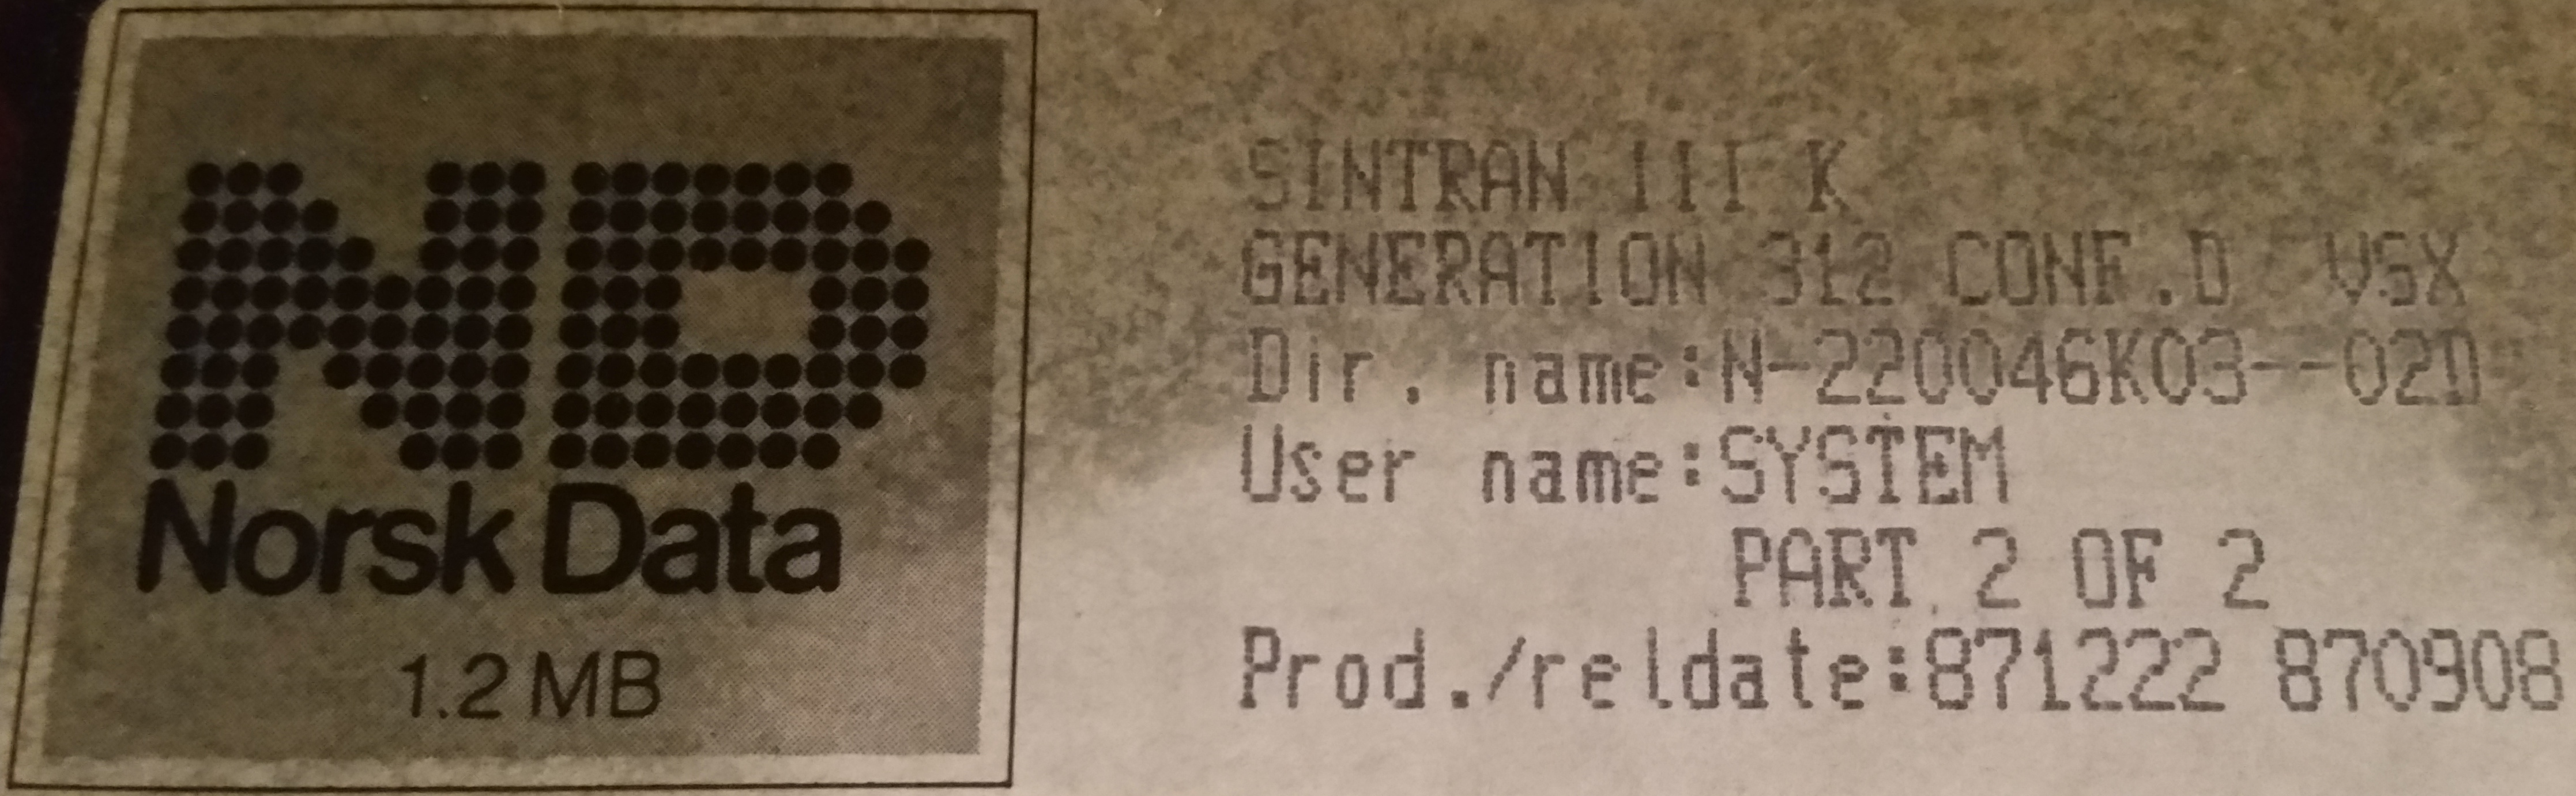 ND
Norsk Data
1.2 MB
SINTRAN III K
GENERATION 312 CONF.D VSX
Dir. name:N-220046K03--02D
User name:SYSTEM
PART 2 OF 2
Prod./reldate:871222 870908